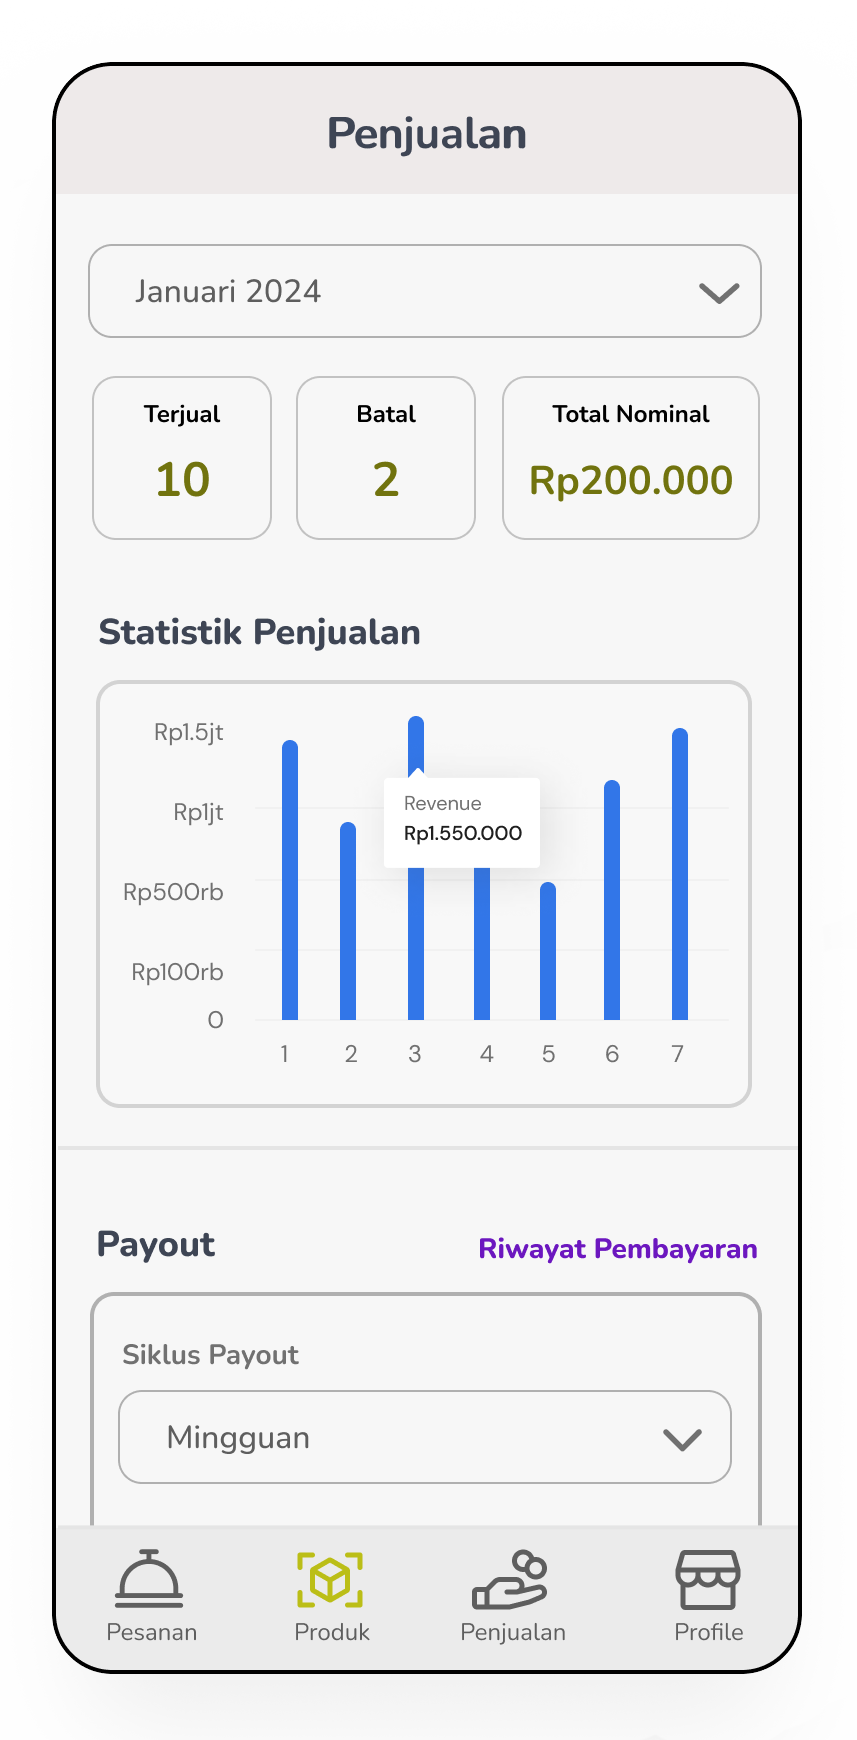 Penjualan
Januari 2024
Terjual
10
Batal
2
Total Nominal
Rp200.000
Statistik Penjualan
Rp1.5jt
Rp1jt
Rp500rb
Rp100rb
0
Revenue
Rp1.550.000
1 2 3 4 5 6 7
Payout
Riwayat Pembayaran
Siklus Payout
Mingguan
Pesanan
Produk
Penjualan
Profile